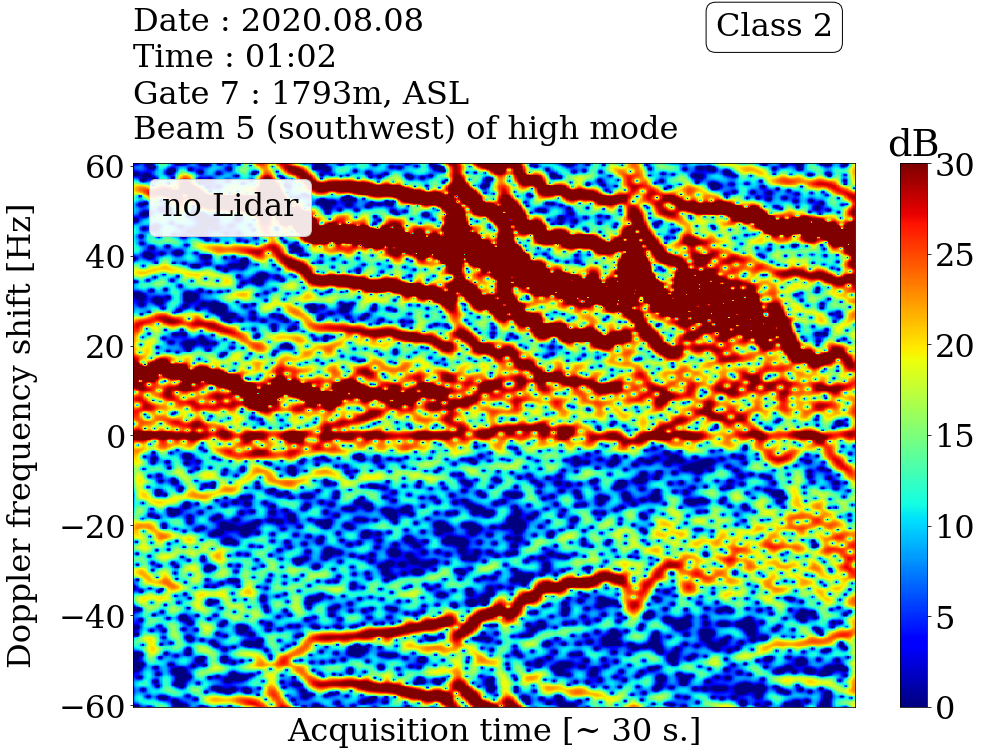 Date : 2020.08.08
Time : 01:02
Gate 7 : 1793m, ASL
Beam 5 (southwest) of high mode
Class 2
dB
no Lidar
Doppler frequency shift [Hz]
60
40
20
0
−20
−40
−60
30
25
20
15
10
5
0
Acquisition time [~ 30 s.]